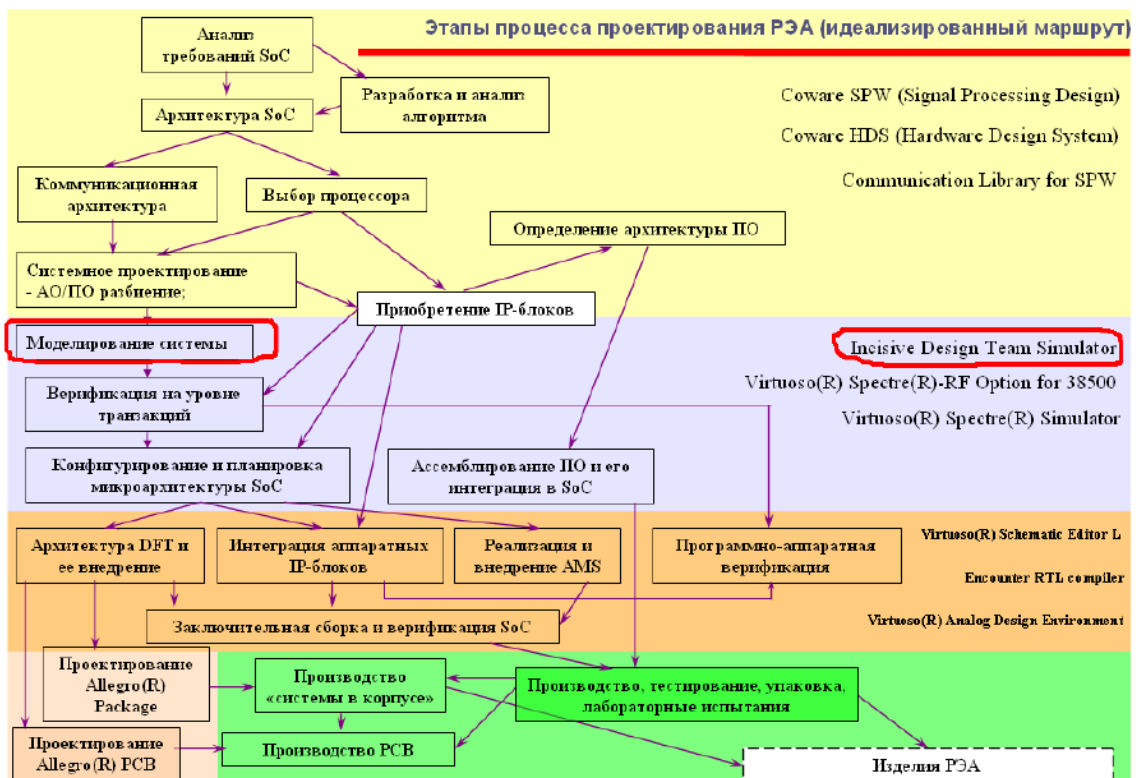 Этапы процесса проектирования РЭА (идеализированный маршрут)
Анализ
требований SoC
Разработка и анализ
алгоритма
Архитектура SoC
Coware SPW (Signal Processing Design)
Coware HDS (Hardware Design System)
Communication Library for SPW
Коммуникационная
архитектура
Выбор процессора
Определение архитектуры ПО
Системное проектирование
- АО/ПО разбиение;
Приобретение IP-блоков
Моделирование системы
Incisive Design Team Simulator
Virtuoso(R) Spectre(R)-RF Option for 38500
Virtuoso(R) Spectre(R) Simulator
Верификация на уровне
транзакций
Конфигурирование и планировка
микроархитектуры SoC
Ассемблирование ПО и его
интеграция в SoC
Архитектура DFT и
ее внедрение
Интеграция аппаратных
IP-блоков
Реализация и
внедрение AMS
Программно-аппаратная
верификация
Virtuoso(R) Schematic Editor L
Encounter RTL compiler
Virtuoso(R) Analog Design Environment
Заключительная сборка и верификация SoC
Проектирование
Allegro(R)
Package
Производство
«системы в корпусе»
Производство, тестирование, упаковка,
лабораторные испытания
Проектирование
Allegro(R) PCB
Производство PCB
Изделия РЭА